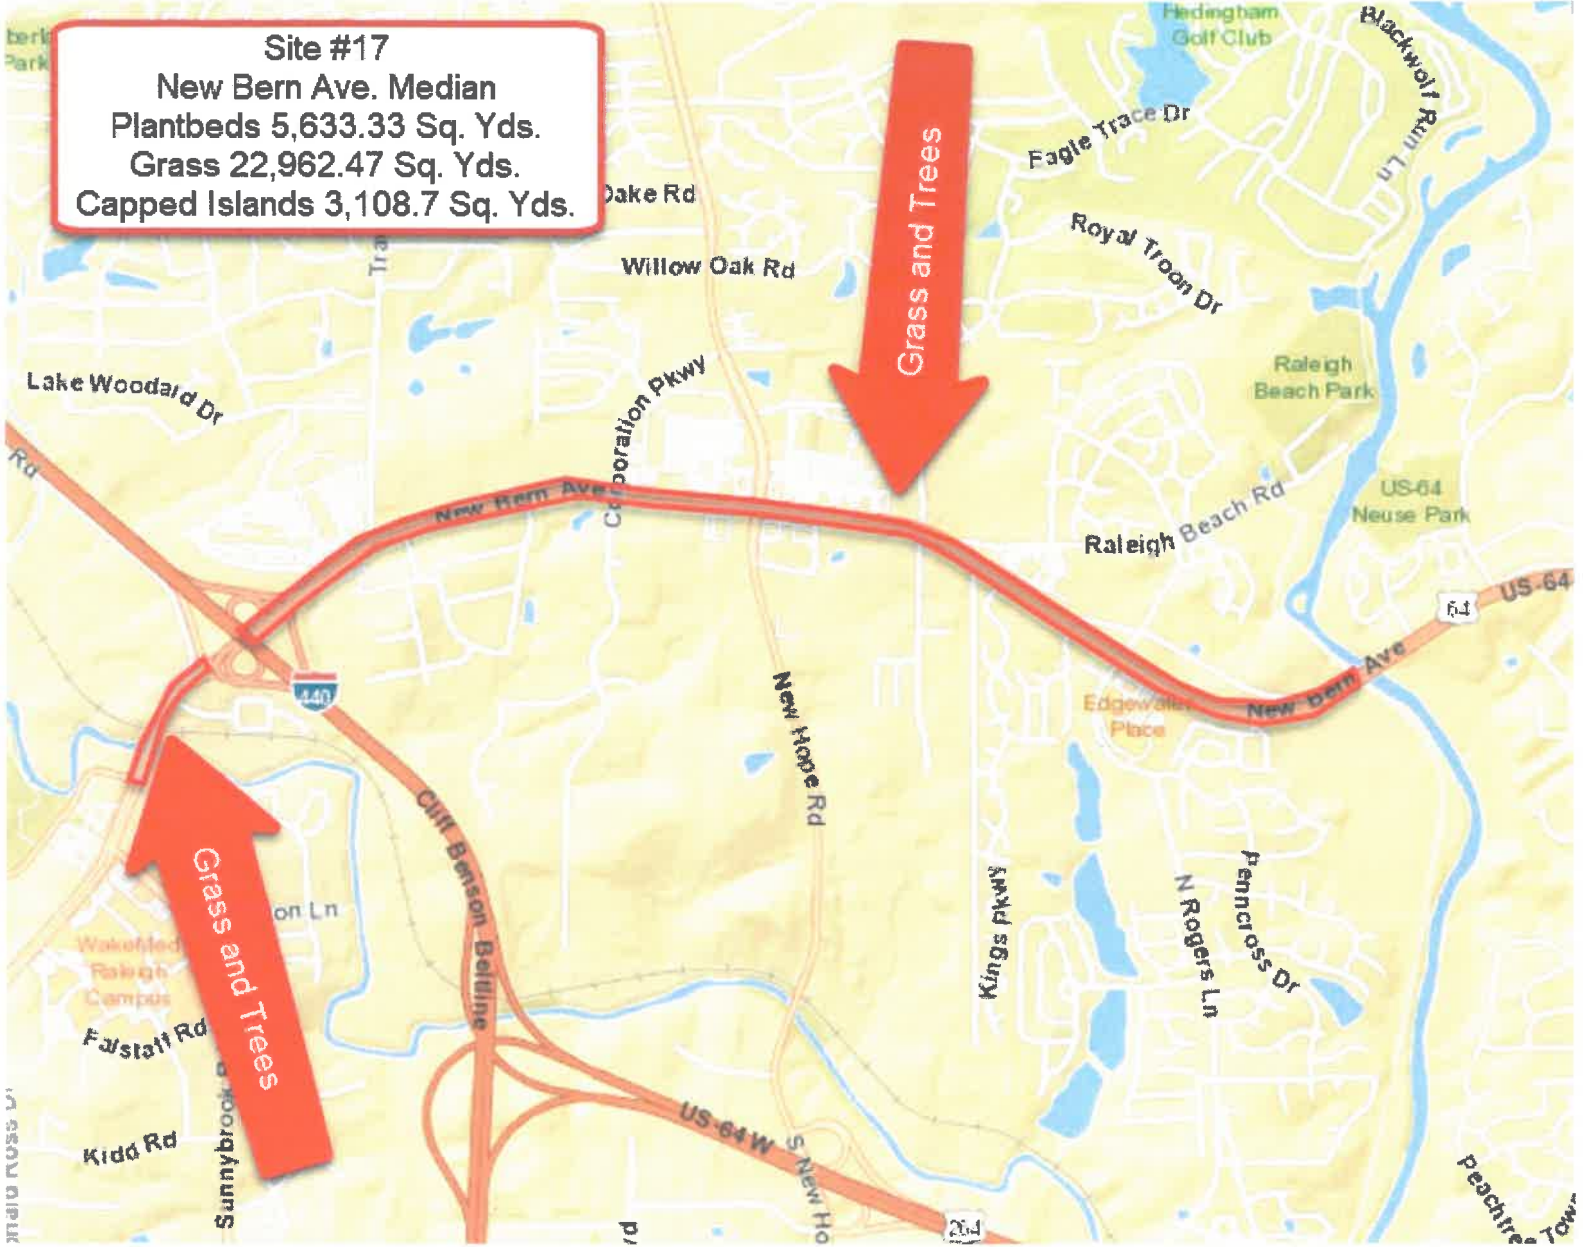 Site #17
New Bern Ave. Median
Plantbeds 5,633.33 Sq. Yds.
Grass 22,962.47 Sq. Yds.
Capped Islands 3,108.7 Sq. Yds.
Park
Hedingham
Golf Club
Blackwolf Run Ln
Eagle Trace Dr
Royal Troon Dr
Rd
Willow Oak Rd
Grass and Trees
Raleigh
Beach Park
Lake Woodard Dr
Corporation Pkwy
Rd
New Bern Ave
US-64
Neuse Park
Raleigh Beach Rd
US-64
64
New Bern Ave
Edgewater
Place
440
New Hope Rd
Cliff Benson Beltline
Grass and Trees
on Ln
WakeMed
Raleigh
Campus
Falstaff Rd
Kings Pkwy
N Rogers Ln
Penncross Dr
Kidd Rd
Sunnybrook
US-64 W
S New Ho
264
Peachtree Town